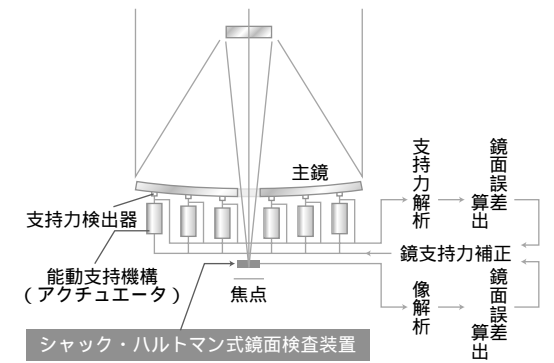 主鏡
支持力検出器
能動支持機構
(アクチュエータ)
焦点
シャック・ハルトマン式鏡面検査装置
支持力解析
鏡面誤差
算出
鏡支持力補正
像解析
鏡面誤差
算出